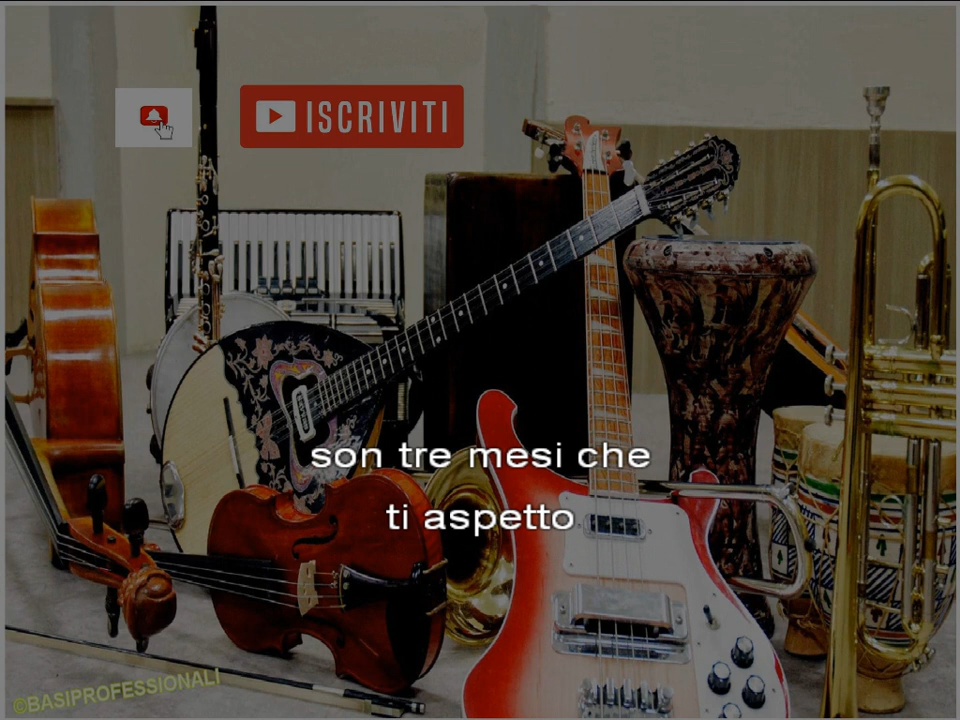 ISCRIVITI
son tre mesi che
ti aspetto
©BASIPROFESSIONALI